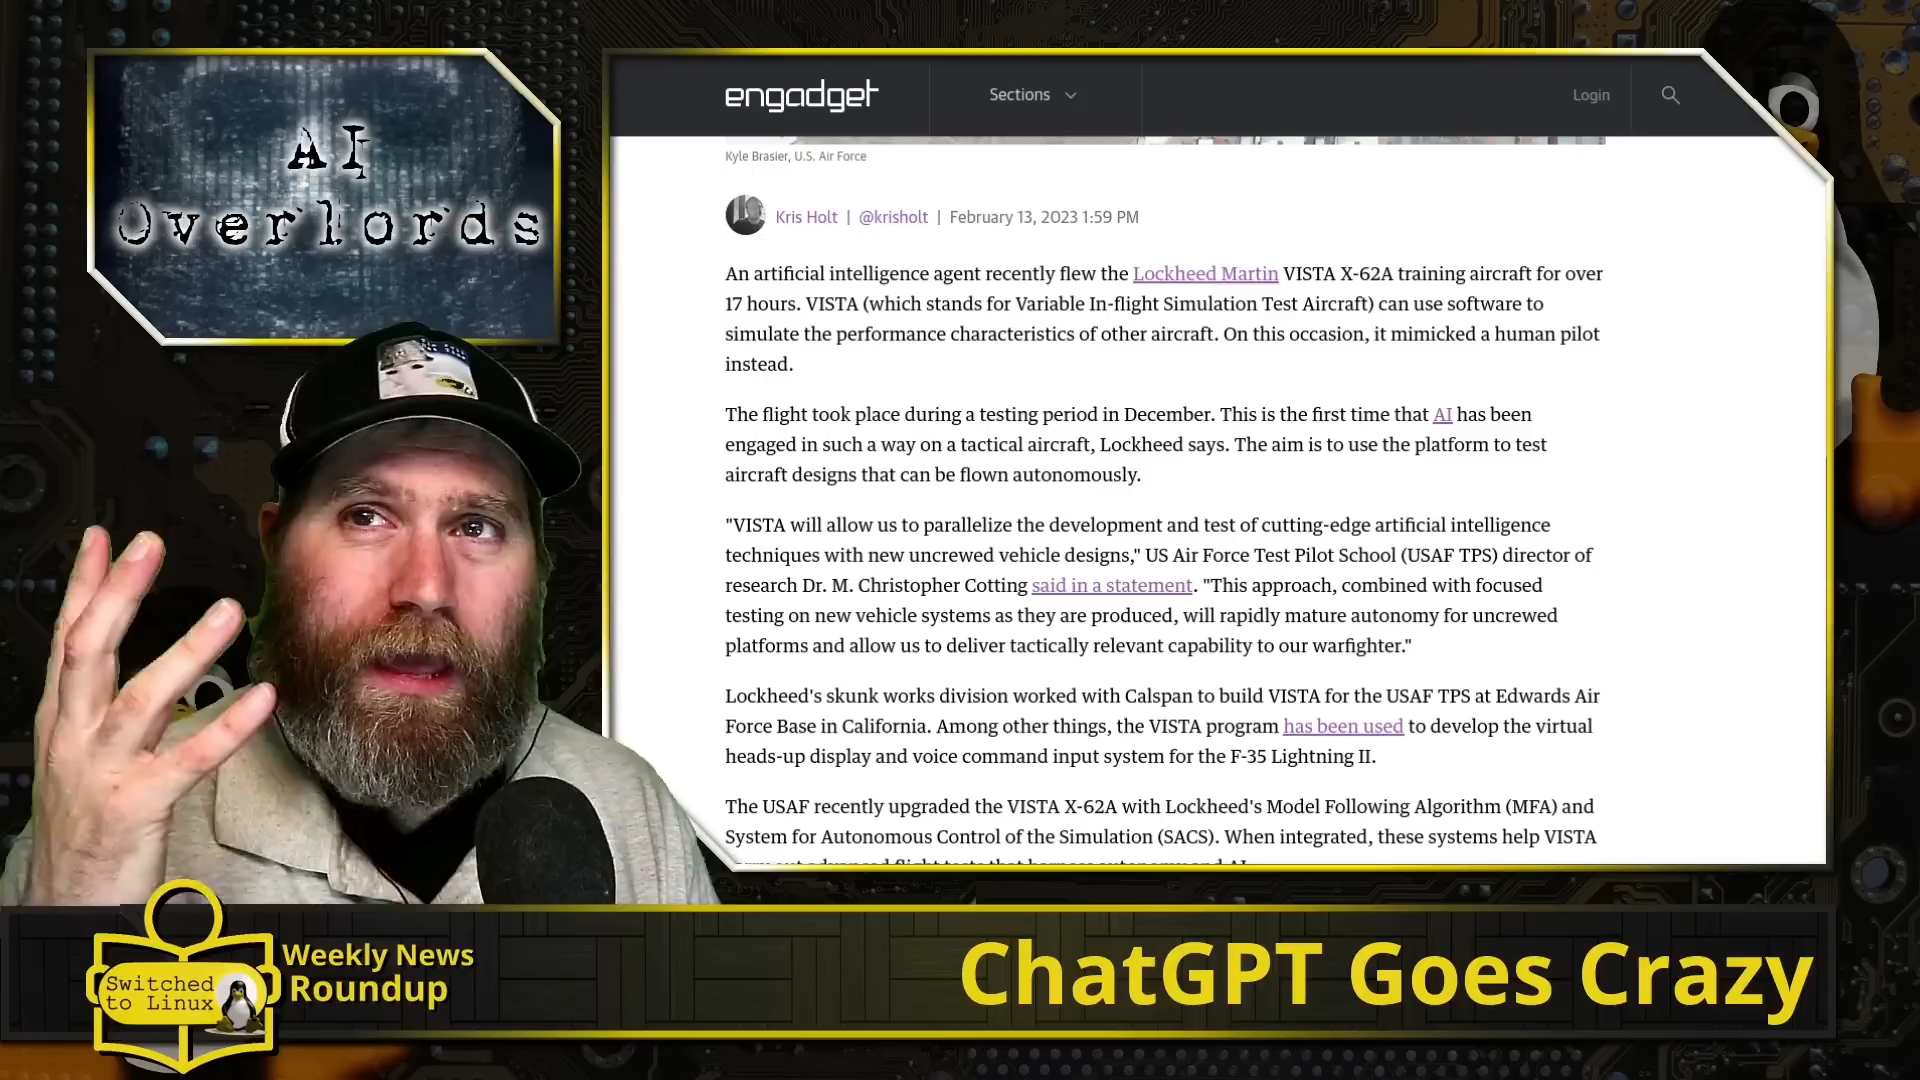 AI
Overlords
engadget
Sections
Login
Kyle Brasier, U.S. Air Force
Kris Holt | @krisholt | February 13, 2023 1:59 PM
An artificial intelligence agent recently flew the Lockheed Martin VISTA X-62A training aircraft for over
17 hours. VISTA (which stands for Variable In-flight Simulation Test Aircraft) can use software to
simulate the performance characteristics of other aircraft. On this occasion, it mimicked a human pilot
instead.
The flight took place during a testing period in December. This is the first time that AI has been
engaged in such a way on a tactical aircraft, Lockheed says. The aim is to use the platform to test
aircraft designs that can be flown autonomously.
"VISTA will allow us to parallelize the development and test of cutting-edge artificial intelligence
techniques with new uncrewed vehicle designs," US Air Force Test Pilot School (USAF TPS) director of
research Dr. M. Christopher Cotting said in a statement. "This approach, combined with focused
testing on new vehicle systems as they are produced, will rapidly mature autonomy for uncrewed
platforms and allow us to deliver tactically relevant capability to our warfighter."
Lockheed's skunk works division worked with Calspan to build VISTA for the USAF TPS at Edwards Air
Force Base in California. Among other things, the VISTA program has been used to develop the virtual
heads-up display and voice command input system for the F-35 Lightning II.
The USAF recently upgraded the VISTA X-62A with Lockheed's Model Following Algorithm (MFA) and
System for Autonomous Control of the Simulation (SACS). When integrated, these systems help VISTA
Switched
to Linux
Weekly News
Roundup
ChatGPT Goes Crazy